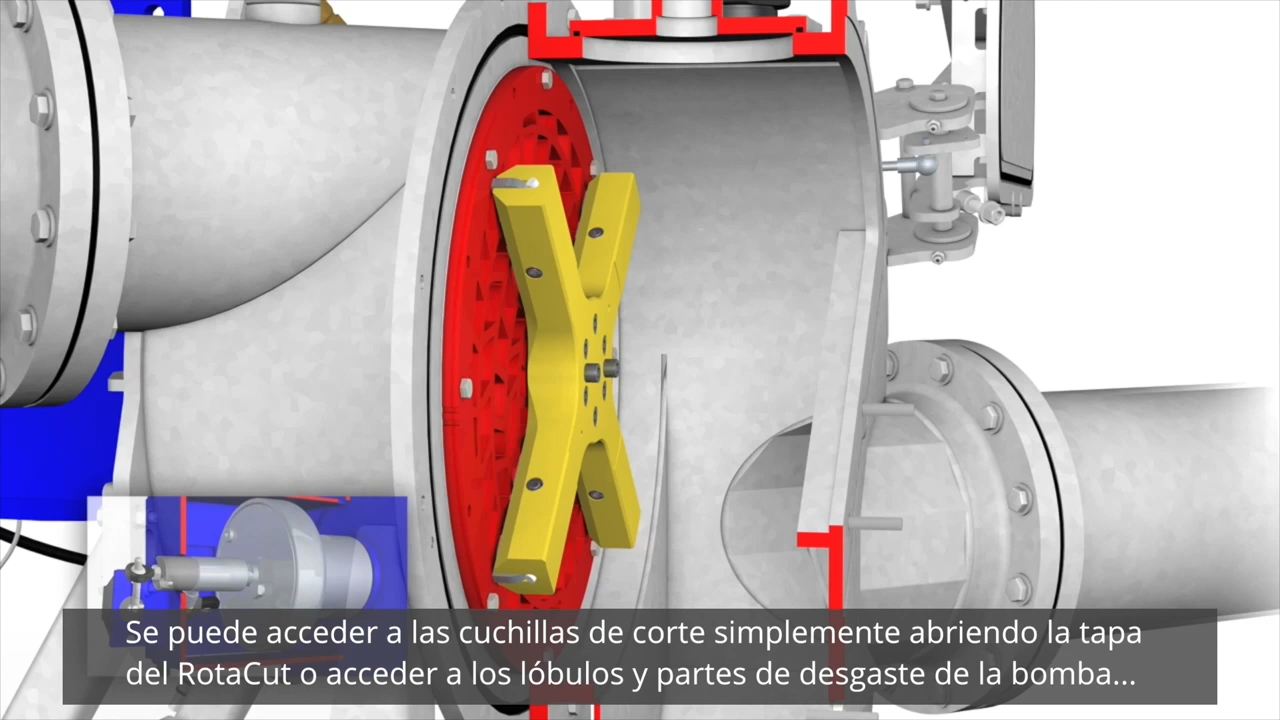 Se puede acceder a las cuchillas de corte simplemente abriendo la tapa
del RotaCut o acceder a los lóbulos y partes de desgaste de la bomba...